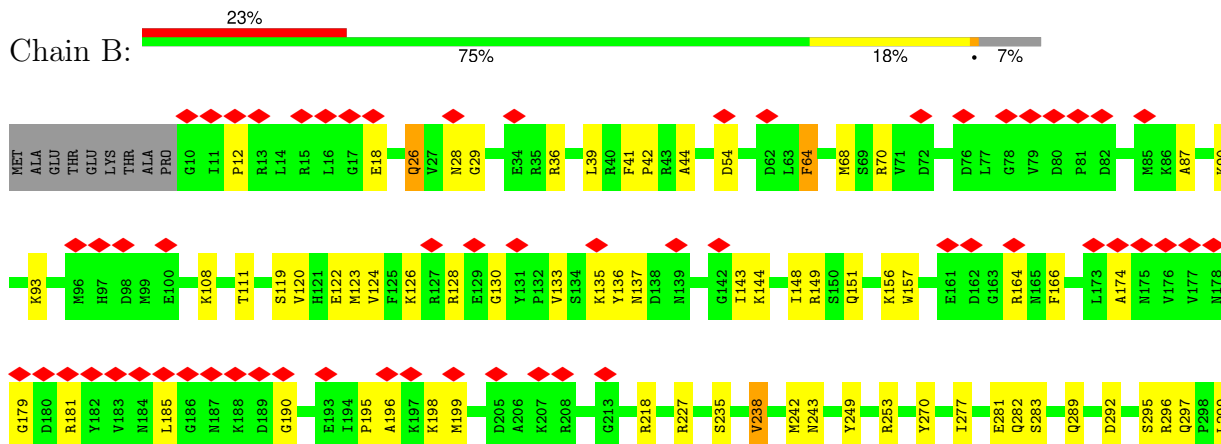 23%
Chain B:
75% 18% • 7%
MET ALA GLU THR GLU LYS THR ALA PRO G10 I11 P12 R13 L14 R15 L16 G17 E18 Q26 V27 N28 G29 E34 R35 R36 L39 R40 F41 P42 R43 A44 D54 D62 L63 F64 M68 S69 R70 V71 D72 D76 L77 G78 V79 D80 P81 D82 M85 K86 A87
K93 M96 H97 D98 M99 E100 K108 T111 S119 V120 H121 E122 M123 V124 F125 K126 R127 R128 E129 G130 Y131 P132 V133 S134 K135 Y136 N137 D138 N139 G142 I143 K144 I148 R149 S150 Q151 K156 W157 E161 D162 G163 R164 N165 F166 L173 A174 N175 V176 V177 N178
G179 D180 R181 Y182 V183 N184 L185 G186 N187 K188 D189 G190 E193 I194 P195 A196 K197 K198 M199 D205 A206 K207 R208 G213 R218 R227 S235 Y238 M242 N243 Y249 R253 Y270 I277 E281 Q282 S283 Q289 D292 S295 R296 Q297 P298